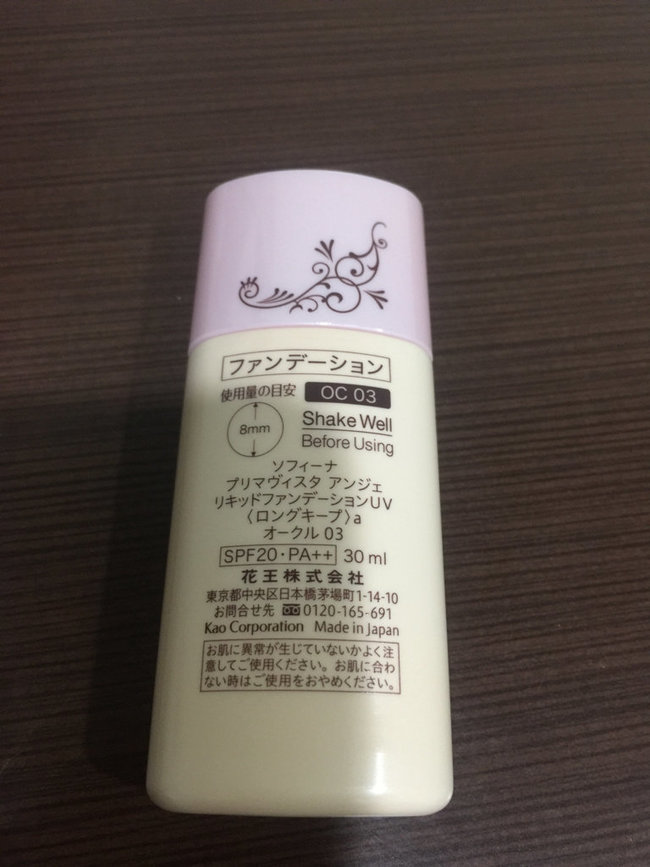 ファンデーション
使用量の目安
OC 03
8mm
Shake Well
Before Using
ソフィーナ
プリマヴィスタ アンジェ
リキッドファンデーションUV
〈ロングキープ〉a
オークル 03
SPF20・PA++ 30 ml
花王株式会社
東京都中央区日本橋茅場町1-14-10
お問合せ先 0120-165-691
Kao Corporation Made in Japan
お肌に異常が生じていないかよく注
意してご使用ください。お肌に合わ
ない時はご使用をおやめください。